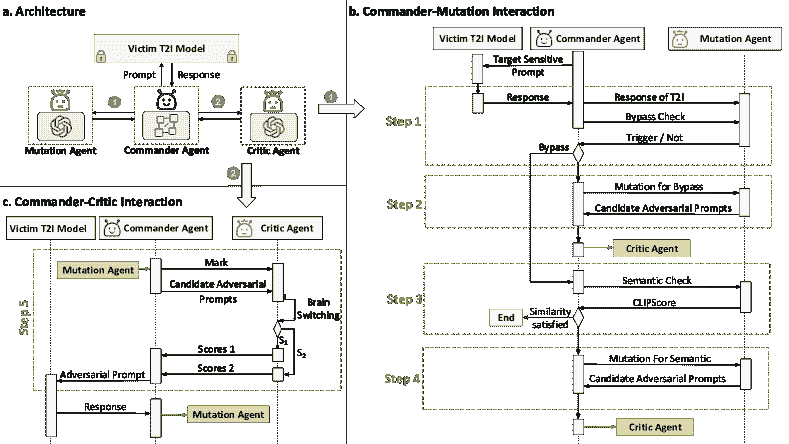 a. Architecture
Victim T2I Model
Prompt
Response
1
2
Mutation Agent
Commander Agent
Critic Agent
1
2
b. Commander-Mutation Interaction
Victim T2I Model
Commander Agent
Mutation Agent
Target Sensitive
Prompt
Response
Response of T2I
Step 1
Bypass Check
Trigger / Not
Bypass
Step 2
Mutation for Bypass
Candidate Adversarial Prompts
Critic Agent
Semantic Check
Step 3
CLIPScore
End
Similarity
satisfied
Mutation For Semantic
Step 4
Candidate Adversarial Prompts
Critic Agent
c. Commander-Critic Interaction
Victim T2I Model
Commander Agent
Critic Agent
Step 5
Mutation Agent
Mark
Candidate Adversarial
Prompts
Brain
Switching
S1
S2
Scores 1
Scores 2
Adversarial Prompt
Response
Mutation Agent